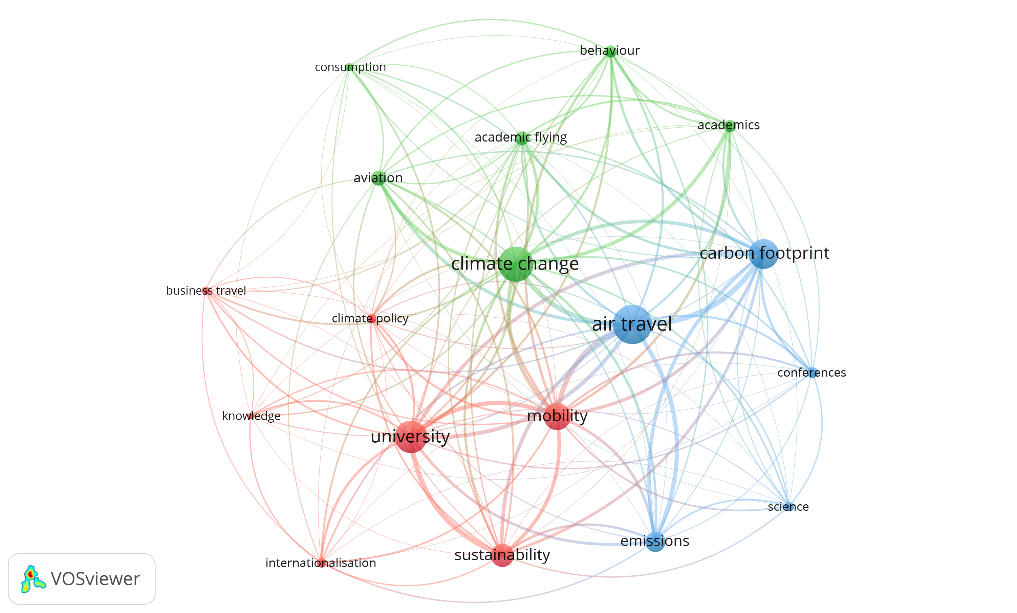 behaviour
consumption
academics
academic flying
aviation
carbon footprint
climate change
business travel
climate policy
air travel
conferences
knowledge
mobility
university
science
emissions
sustainability
internationalisation
VOSviewer